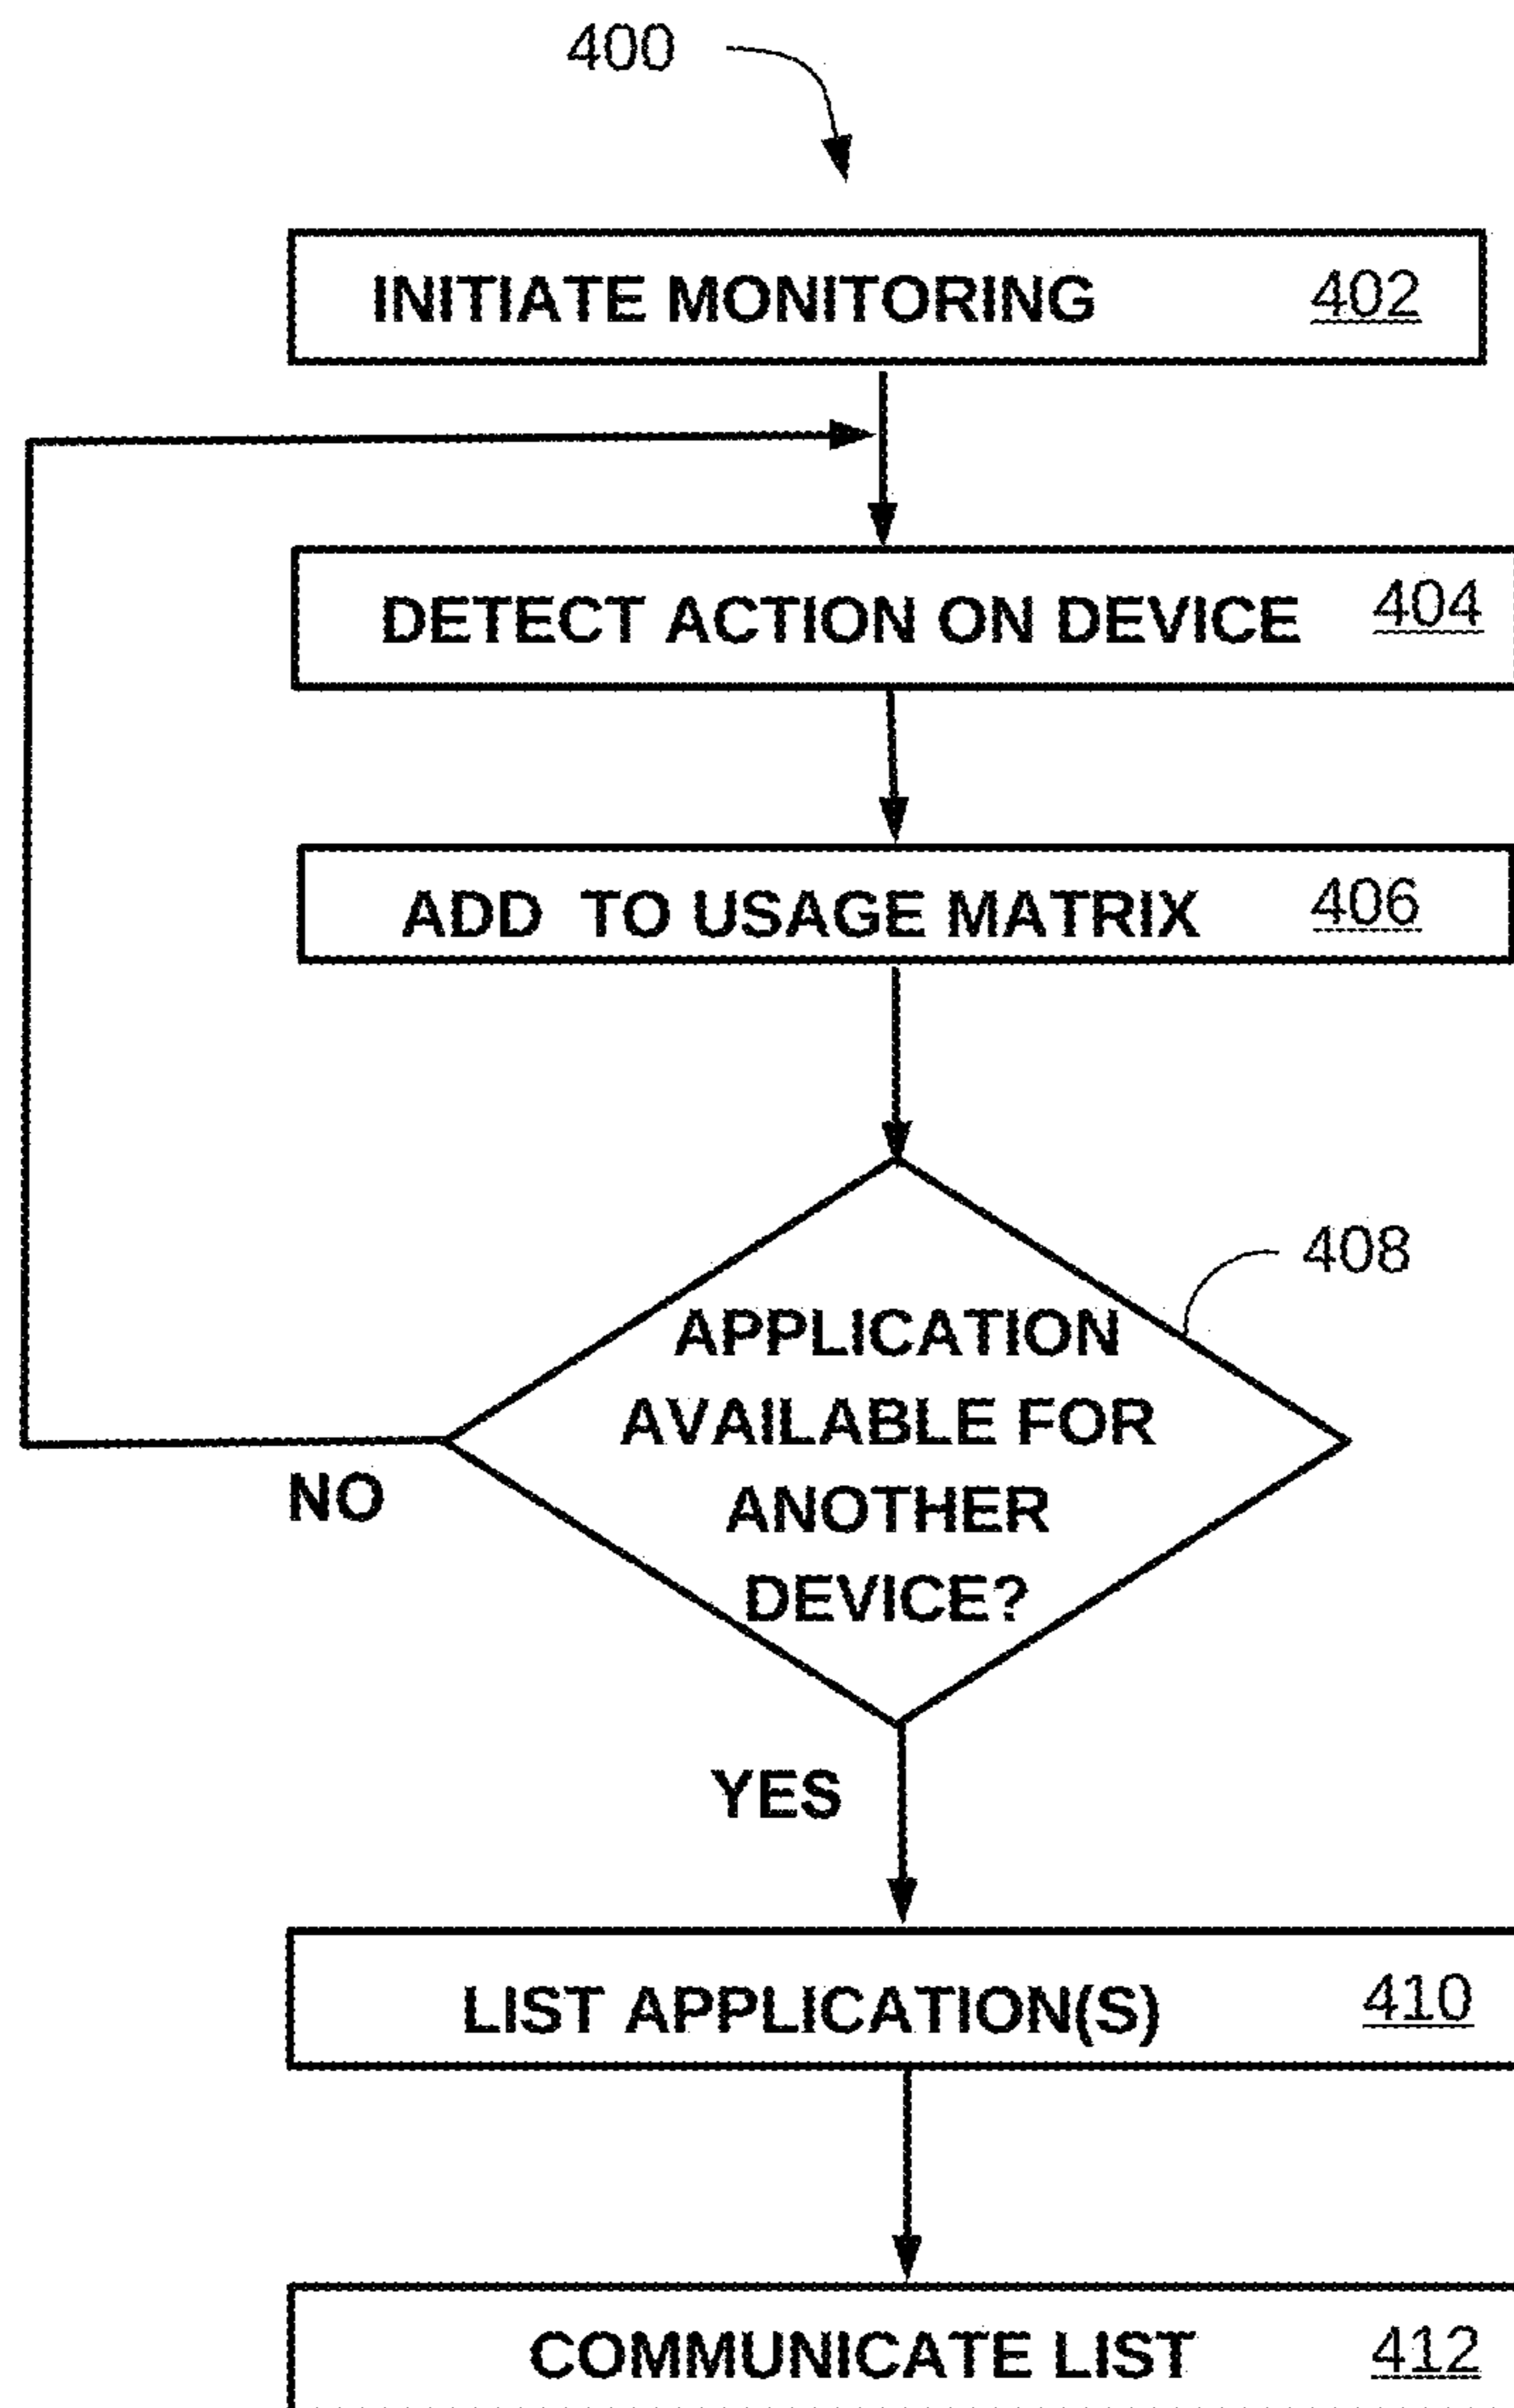 400
INITIATE MONITORING 402
DETECT ACTION ON DEVICE 404
ADD TO USAGE MATRIX 406
408
APPLICATION
AVAILABLE FOR
ANOTHER
DEVICE?
NO
YES
LIST APPLICATION(S) 410
COMMUNICATE LIST 412